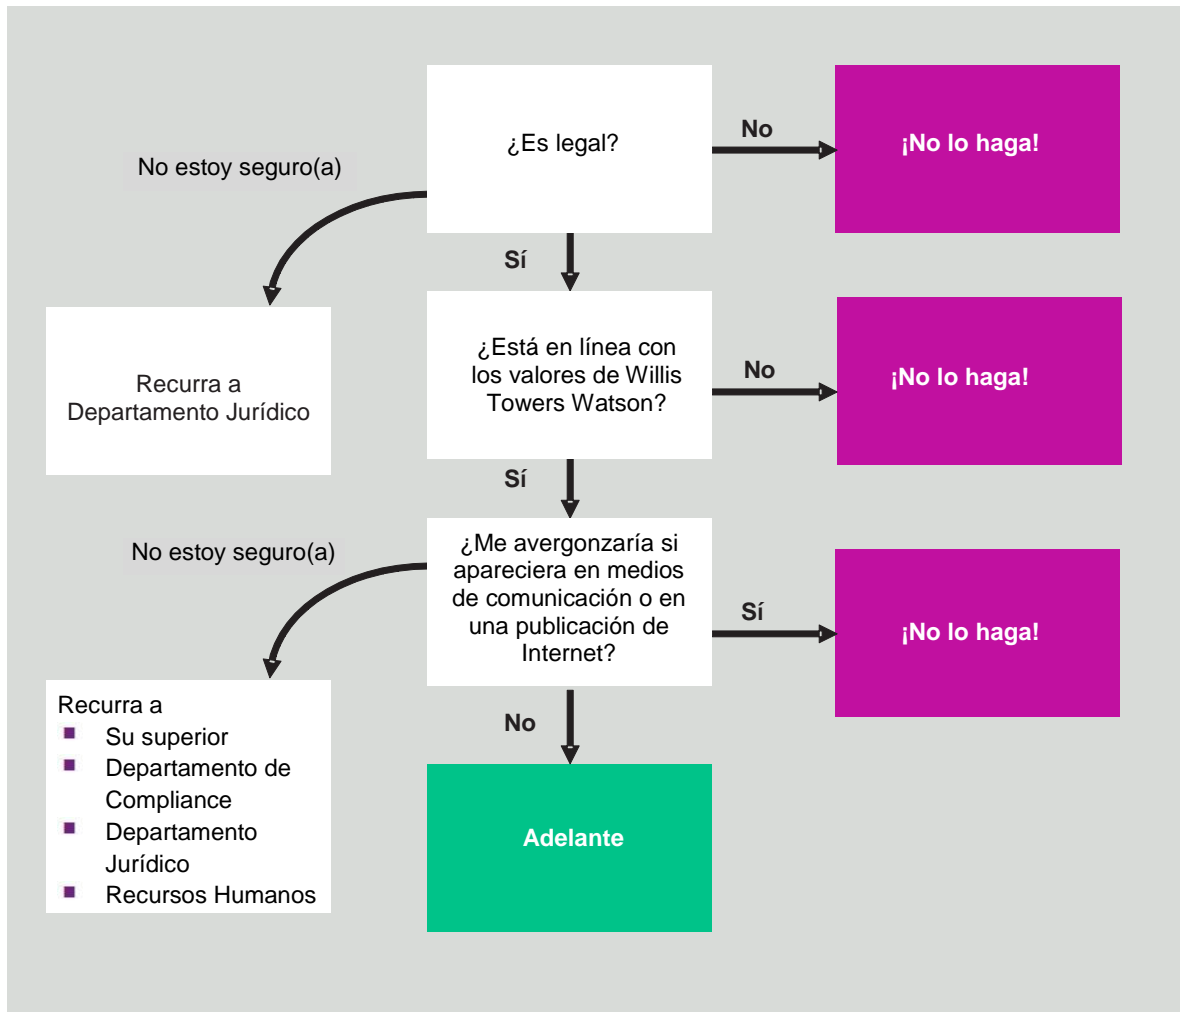 ¿Es legal?
No
¡No lo haga!
No estoy seguro(a)
Sí
Recurra a
Departamento Jurídico
¿Está en línea con
los valores de Willis
Towers Watson?
No
¡No lo haga!
Sí
No estoy seguro(a)
¿Me avergonzaría si
apareciera en medios
de comunicación o en
una publicación de
Internet?
Sí
¡No lo haga!
Recurra a
Su superior
Departamento de
Compliance
Departamento
Jurídico
Recursos Humanos
No
Adelante